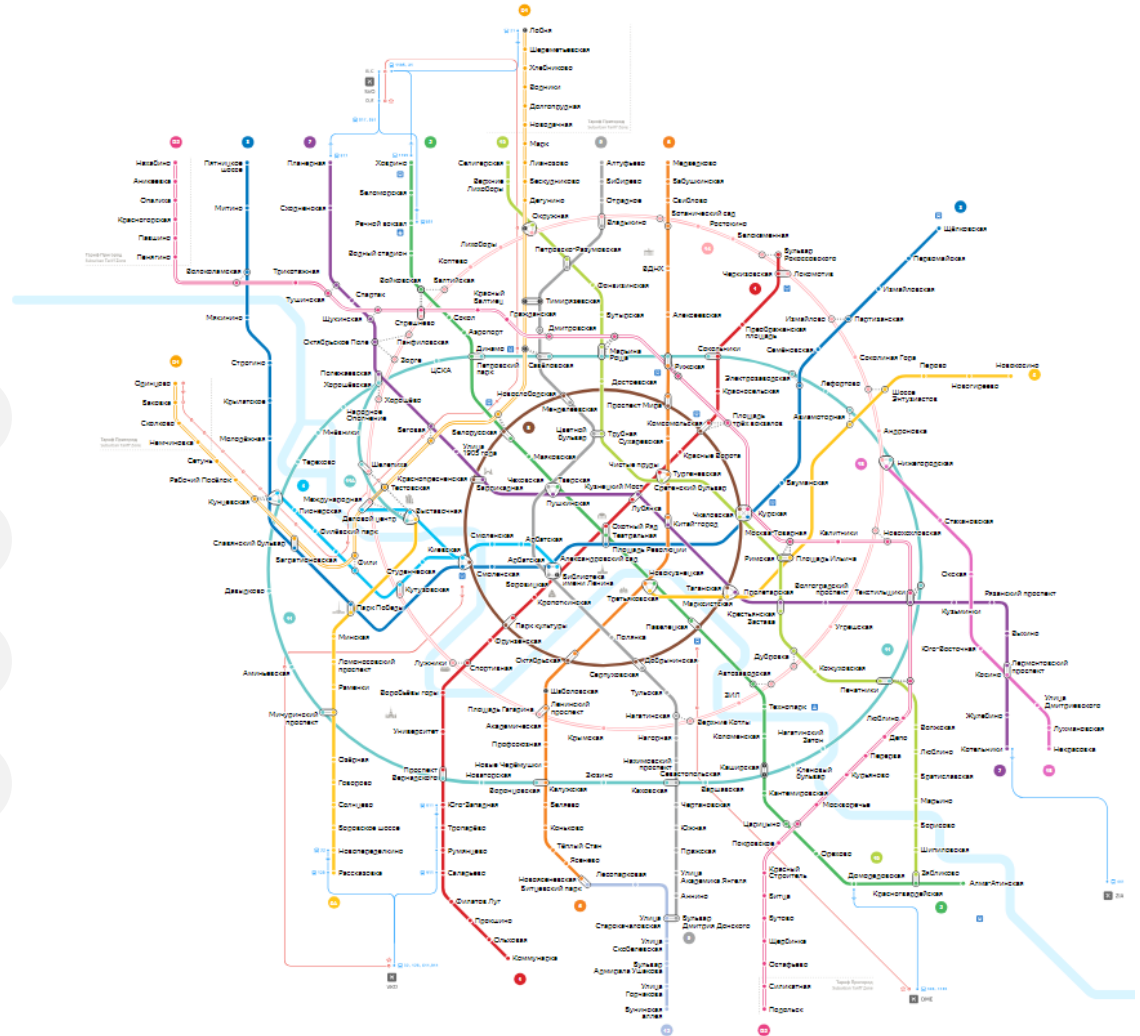 Лобня
Шереметьевская
Хлебниково
Водники
Долгопрудная
Новодачная
Марк
Лианозово
Бескудниково
Дегунино
Окружная
Нахабино
Аникеевка
Опалиха
Красногорская
Павшино
Пенягино
Волоколамская
Пятницкое
шоссе
Митино
Мякинино
Строгино
Крылатское
Молодёжная
Планерная
Сходненская
Трикотажная
Тушинская
Спартак
Щукинская
Октябрьское Поле
Панфиловская
Зорге
Полежаевская
Хорошёвская
Хорошёво
ЦСКА
Народное
Ополчение
Мнёвники
Терехово
Беговая
Улица
1905 года
Шелепиха
Тестовская
Ховрино
Беломорская
Речной вокзал
Водный стадион
Войковская
Балтийская
Стрешнево
Красный
Балтиец
Гражданская
Сокол
Аэропорт
Динамо
Петровский
парк
Лихоборы
Коптево
Селигерская
Верхние
Лихоборы
Петровско-Разумовская
Фонвизинская
Бутырская
Тимирязевская
Дмитровская
Савёловская
Марьина
Роща
Алтуфьево
Бибирево
Отрадное
Владыкино
Медведково
Бабушкинская
Свиблово
Ботанический сад
Ростокино
Белокаменная
ВДНХ
Алексеевская
Рижская
Достоевская
Проспект Мира
Бульвар
Рокоссовского
Локомотив
Черкизовская
Преображенская
площадь
Сокольники
Красносельская
Комсомольская
Площадь
трёх вокзалов
Красные Ворота
Щёлковская
Первомайская
Измайловская
Партизанская
Измайлово
Семёновская
Электрозаводская
Соколиная Гора
Лефортово
Шоссе
Энтузиастов
Авиамоторная
Перово
Новогиреево
Новокосино
Андроновка
Нижегородская
Стахановская
Новохохловская
Окская
Юго-Восточная
Рязанский проспект
Выхино
Лермонтовский
проспект
Косино
Улица
Дмитриевского
Лухмановская
Некрасовка
Жулебино
Котельники
Одинцово
Баковка
Сколково
Немчиновка
Сетунь
Рабочий Посёлок
Кунцевская
Пионерская
Филёвский парк
Славянский бульвар
Багратионовская
Фили
Международная
Деловой центр
Выставочная
Студенческая
Кутузовская
Киевская
Смоленская
Смоленская
Арбатская
Арбатская
Александровский сад
Боровицкая
Библиотека
имени Ленина
Кропоткинская
Новослободская
Менделеевская
Белорусская
Маяковская
Краснопресненская
Баррикадная
Чеховская
Тверская
Пушкинская
Цветной
бульвар
Трубная
Сухаревская
Чистые пруды
Тургеневская
Сретенский бульвар
Кузнецкий Мост
Лубянка
Китай-город
Охотный Ряд
Театральная
Площадь Революции
Чкаловская
Курская
Бауманская
Москва-Товарная
Калитники
Римская
Площадь Ильича
Новокузнецкая
Третьяковская
Таганская
Марксистская
Пролетарская
Крестьянская
Застава
Волгоградский
проспект
Текстильщики
Кузьминки
Угрешская
Павелецкая
Полянка
Добрынинская
Серпуховская
Октябрьская
Парк культуры
Фрунзенская
Спортивная
Лужники
Воробьёвы горы
Университет
Проспект
Вернадского
Юго-Западная
Тропарёво
Румянцево
Саларьево
Филатов Луг
Прокшино
Ольховая
Коммунарка
Давыдково
Аминьевская
Мичуринский
проспект
Парк Победы
Минская
Ломоносовский
проспект
Раменки
Озёрная
Говорово
Солнцево
Боровское шоссе
Новопеределкино
Рассказовка
Шаболовская
Ленинский
проспект
Площадь Гагарина
Академическая
Профсоюзная
Новые Черёмушки
Калужская
Новаторская
Воронцовская
Зюзино
Каховская
Беляево
Коньково
Тёплый Стан
Ясенево
Новоясеневская
Битцевский парк
Лесопарковая
Крымская
Тульская
Нагатинская
Верхние Котлы
Нагорная
Нахимовский
проспект
Севастопольская
Варшавская
Чертановская
Южная
Пражская
Улица
Академика Янгеля
Аннино
Бульвар
Дмитрия Донского
Улица
Старокачаловская
Улица
Скобелевская
Бульвар
Адмирала Ушакова
Улица
Горчакова
Бунинская
аллея
Автозаводская
ЗИЛ
Технопарк
Коломенская
Нагатинский
Затон
Кленовый
бульвар
Каширская
Кантемировская
Царицыно
Орехово
Домодедовская
Красногвардейская
Алма-Атинская
Зябликово
Шипиловская
Борисово
Марьино
Братиславская
Люблино
Волжская
Печатники
Кожуховская
Дубровка
Люблино
Депо
Перерва
Курьяново
Москворечье
Покровское
Красный
Строитель
Битца
Бутово
Щербинка
Остафьево
Силикатная
Подольск